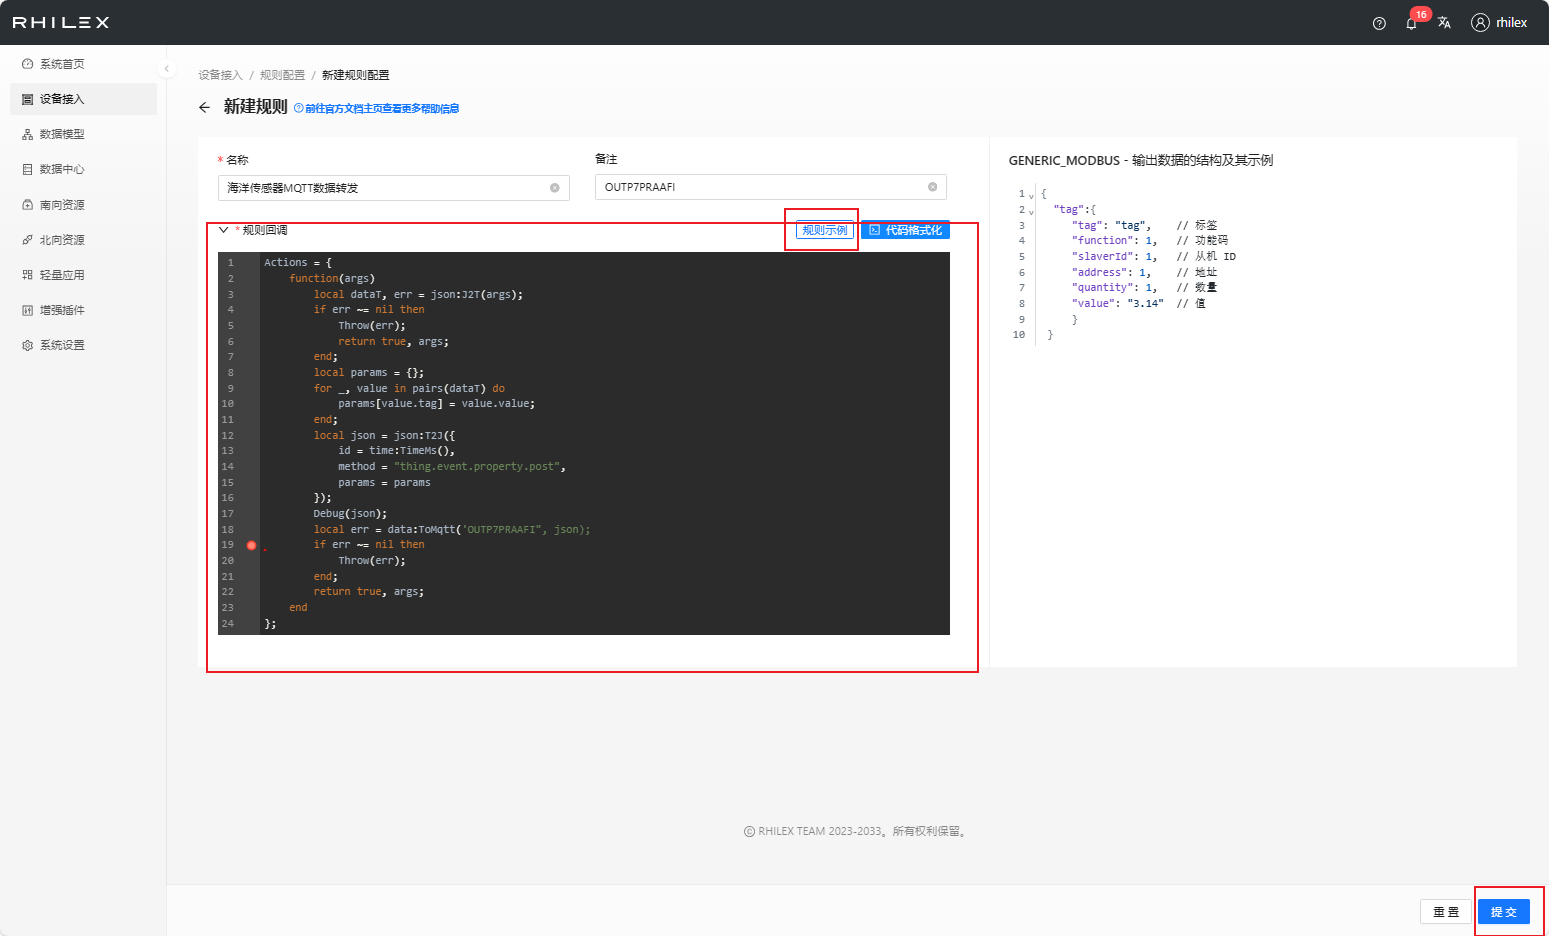 RHILEX
16
rhilex
系统首页
设备接入
数据模型
数据中心
南向资源
北向资源
轻量应用
增强插件
系统设置
设备接入 / 规则配置 / 新建规则配置
新建规则 前往官方文档主页查看更多帮助信息
* 名称
海洋传感器MQTT数据转发
备注
OUTP7PRAAFI
* 规则回调
规则示例
代码格式化
1 Actions = {
2 function(args)
3 local dataT, err = json:J2T(args);
4 if err ~= nil then
5 Throw(err);
6 return true, args;
7 end;
8 local params = {};
9 for _, value in pairs(dataT) do
10 params[value.tag] = value.value;
11 end;
12 local json = json:T2J({
13 id = time:TimeMs(),
14 method = "thing.event.property.post",
15 params = params
16 });
17 Debug(json);
18 local err = data:ToMqtt('OUTP7PRAAFI", json);
19 if err ~= nil then
20 Throw(err);
21 end;
22 return true, args;
23 end
24 };
GENERIC_MODBUS - 输出数据的结构及其示例
1 {
2 "tag":{
3 "tag": "tag", // 标签
4 "function": 1, // 功能码
5 "slaverId": 1, // 从机 ID
6 "address": 1, // 地址
7 "quantity": 1, // 数量
8 "value": "3.14" // 值
9 }
10 }
© RHILEX TEAM 2023-2033。所有权利保留。
重 置
提 交